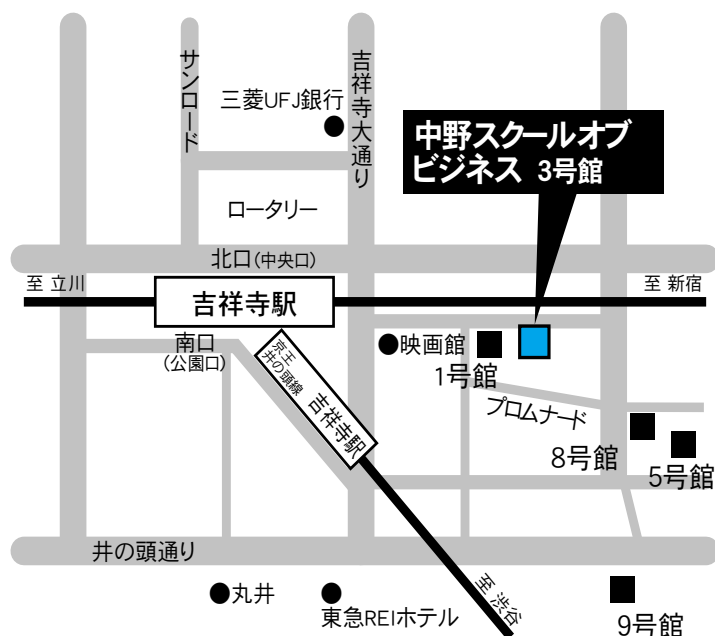 サンロード
三菱UFJ銀行
吉祥寺大通り
中野スクールオブ
ビジネス 3号館
ロータリー
北口(中央口)
至 立川
吉祥寺駅
至 新宿
南口
(公園口)
京王
井の頭線
吉祥寺駅
映画館
1号館
プロムナード
8号館
5号館
井の頭通り
丸井
東急REIホテル
至 渋谷
9号館